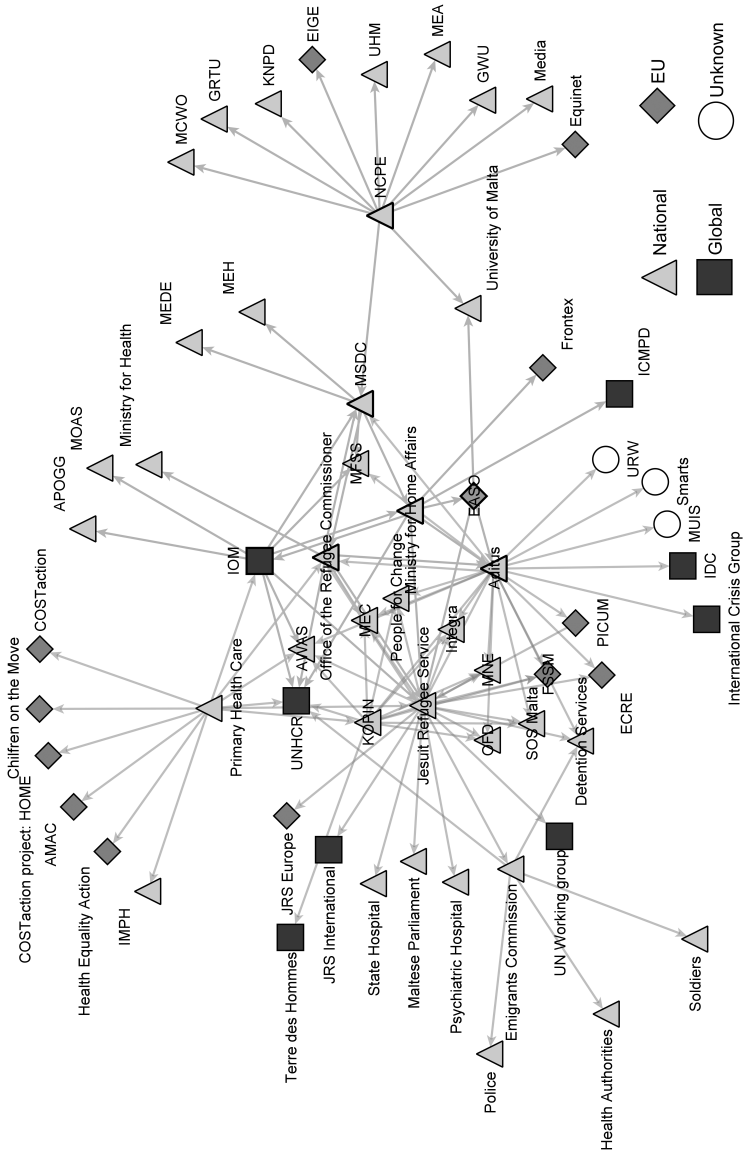 EIGE
MEA
UHM
KNPD
GRTU
GWU
Media
MCWO
Equinet
EU
Unknown
NCPE
University of Malta
National
Global
MEH
MEDE
MSDC
Frontex
ICMPD
Ministry for Health
MOAS
APOGG
MFSS
Ministry for Home Affairs
EASO
URW
Smarts
MUIS
IDC
International Crisis Group
IOM
Office of the Refugee Commissioner
People for Change
Aditus
MEC
Integra
AWAS
PICUM
COSTaction
Chilfren on the Move
COSTaction project: HOME
AMAC
Health Equality Action
IMPH
Primary Health Care
UNHCR
KOPIN
Jesuit Refugee Service
MNE
FSSM
ECRE
OFD
SOS Malta
Detention Services
JRS Europe
JRS International
Terre des Hommes
State Hospital
Maltese Parliament
Psychiatric Hospital
Emigrants Commission
UN Working group
Soldiers
Health Authorities
Police